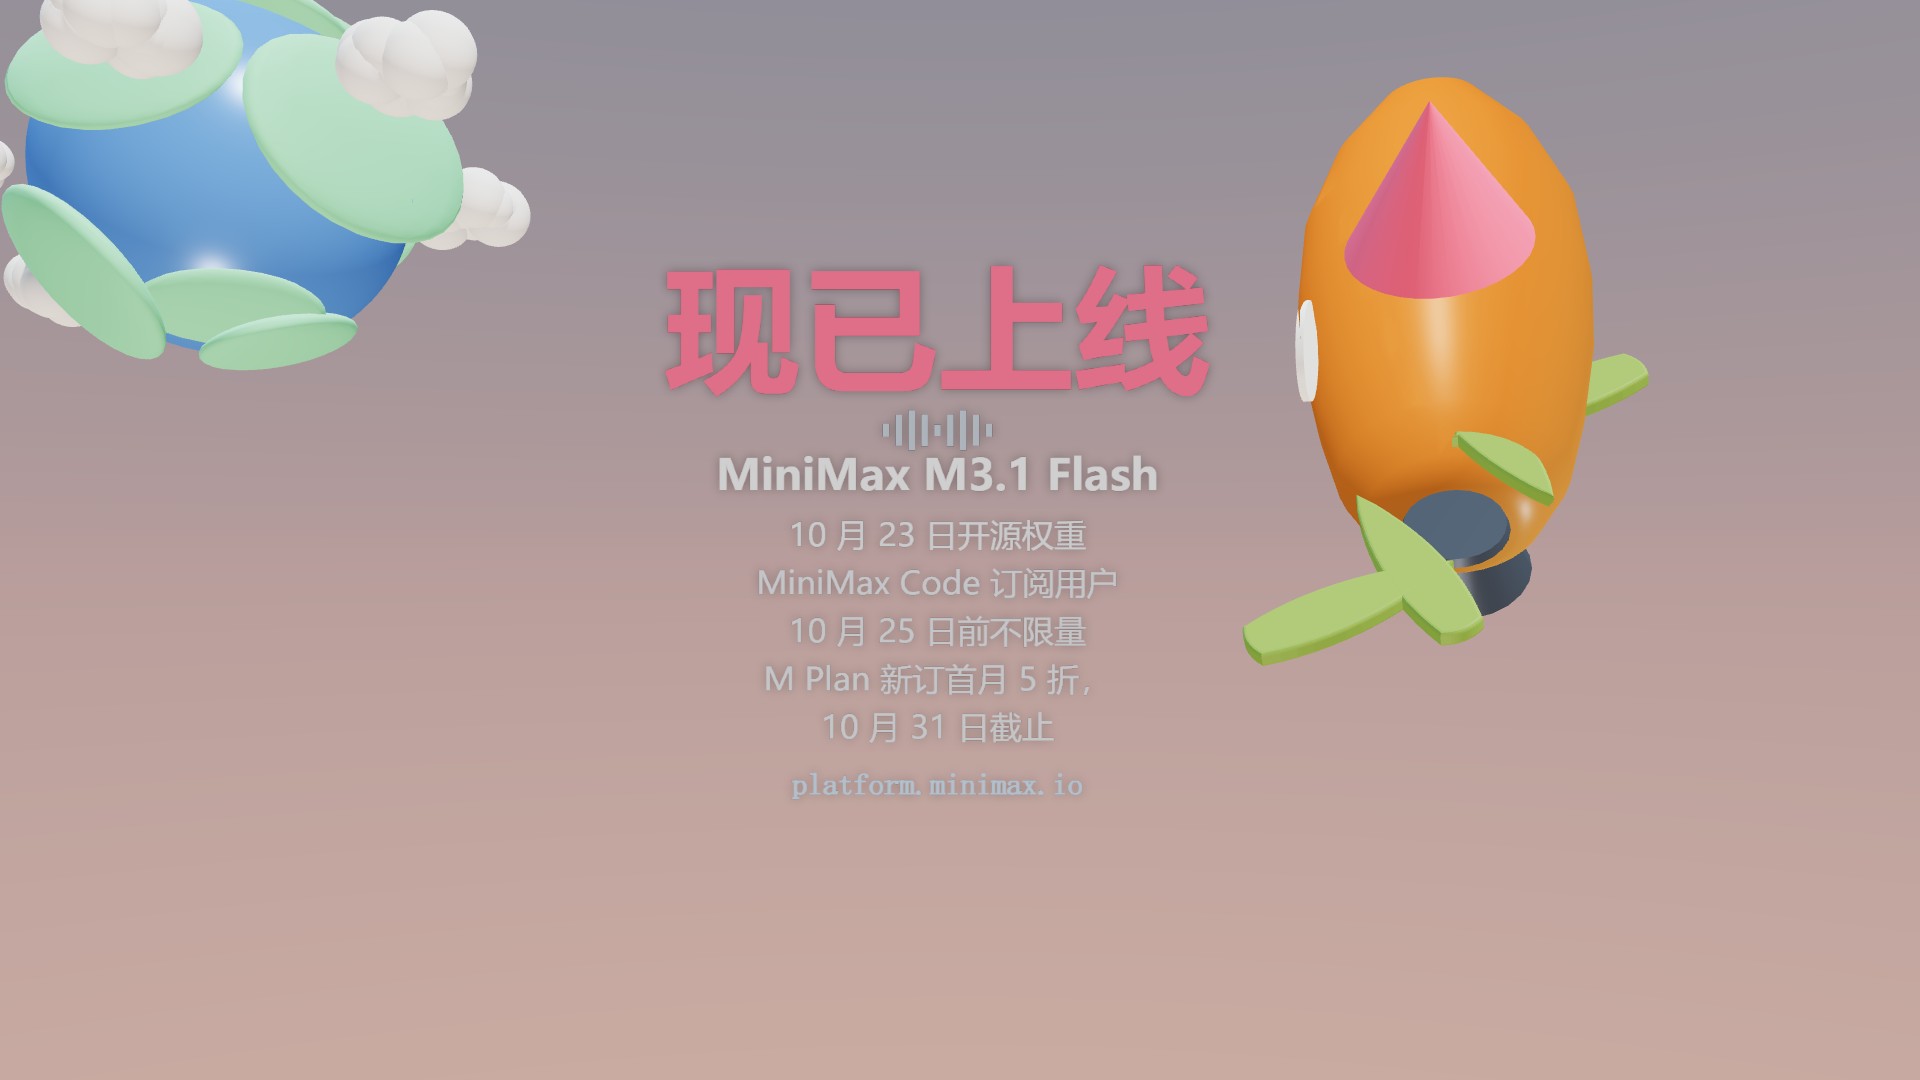 现已上线
MiniMax M3.1 Flash
10 月 23 日开源权重
MiniMax Code 订阅用户
10 月 25 日前不限量
M Plan 新订首月 5 折，
10 月 31 日截止
platform.minimax.io